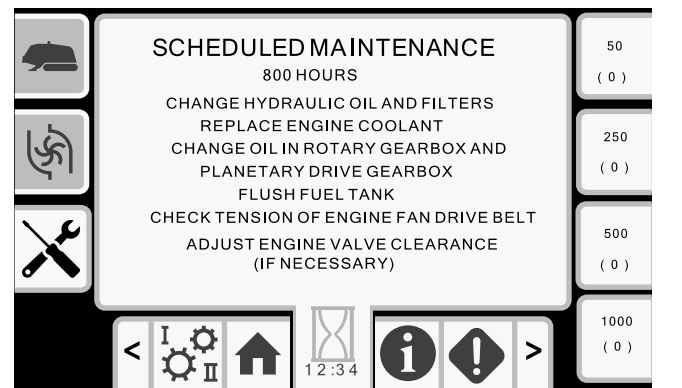 SCHEDULED MAINTENANCE
800 HOURS
CHANGE HYDRAULIC OIL AND FILTERS
REPLACE ENGINE COOLANT
CHANGE OIL IN ROTARY GEARBOX AND
PLANETARY DRIVE GEARBOX
FLUSH FUEL TANK
CHECK TENSION OF ENGINE FAN DRIVE BELT
ADJUST ENGINE VALVE CLEARANCE
(IF NECESSARY)
50
(0)
250
(0)
500
(0)
1000
(0)
<
I
II
12:34
i
!
>